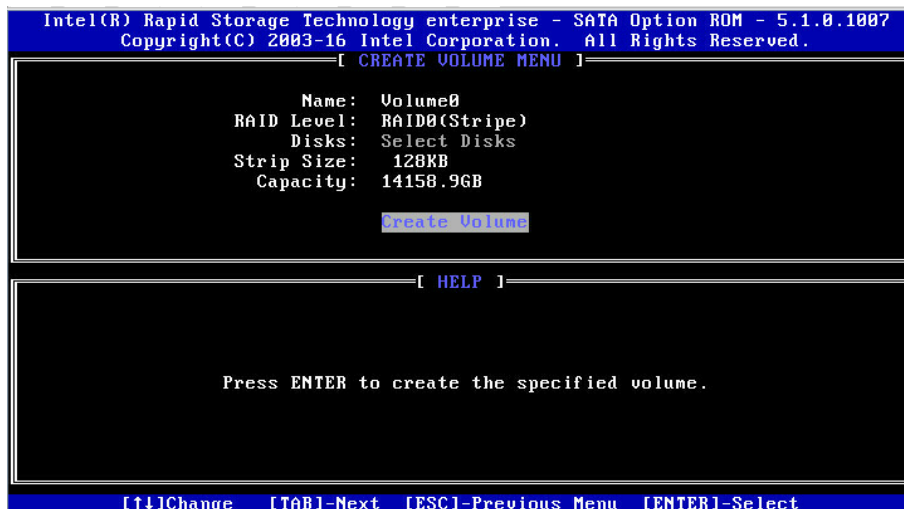 Intel(R) Rapid Storage Technology enterprise - SATA Option ROM - 5.1.0.1007
Copyright(C) 2003-16 Intel Corporation.  All Rights Reserved.
[ CREATE VOLUME MENU ]
Name: Volume0
RAID Level: RAID0(Stripe)
Disks: Select Disks
Strip Size: 128KB
Capacity: 14158.9GB
Create Volume
[ HELP ]
Press ENTER to create the specified volume.
[↑↓]Change [TAB]-Next [ESC]-Previous Menu [ENTER]-Select